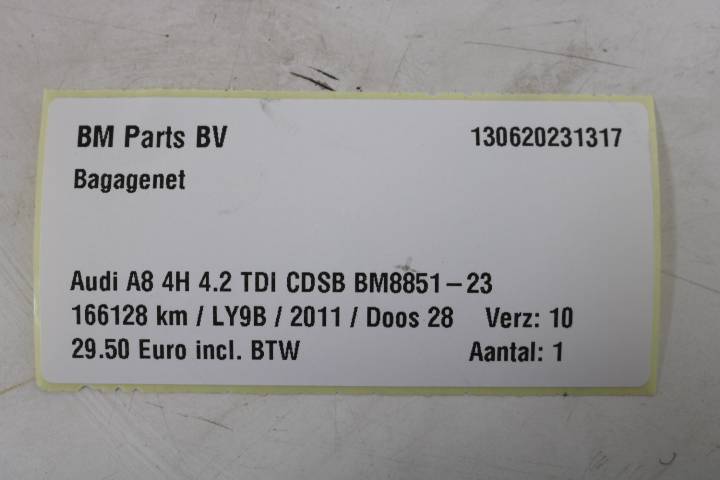 BM Parts BV 130620231317
Bagagenet
Audi A8 4H 4.2 TDI CDSB BM8851-23
166128 km / LY9B / 2011 / Doos 28 Verz: 10
29.50 Euro incl. BTW Aantal: 1